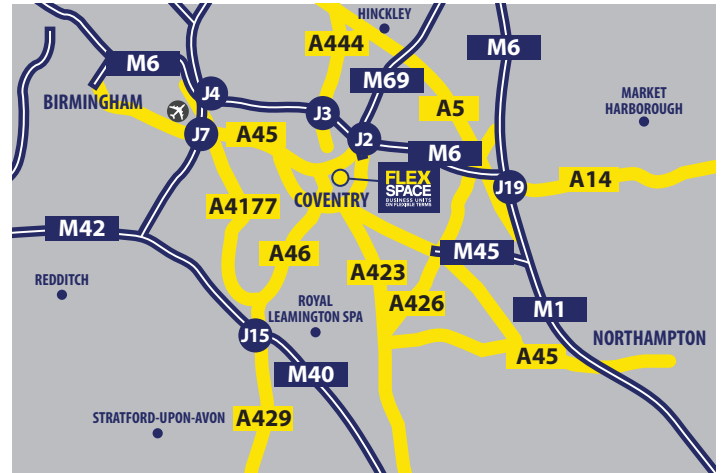 HINCKLEY
A444
M6
M6
M69
J4
A5
BIRMINGHAM
MARKET
HARBOROUGH
J3
J7
A45
J2
M6
FLEX
SPACE
BUSINESS UNITS
ON FLEXIBLE TERMS
J19
A14
COVENTRY
A4177
M42
A46
M45
A423
REDDITCH
A426
ROYAL
LEAMINGTON SPA
M1
J15
NORTHAMPTON
A45
M40
STRATFORD-UPON-AVON
A429